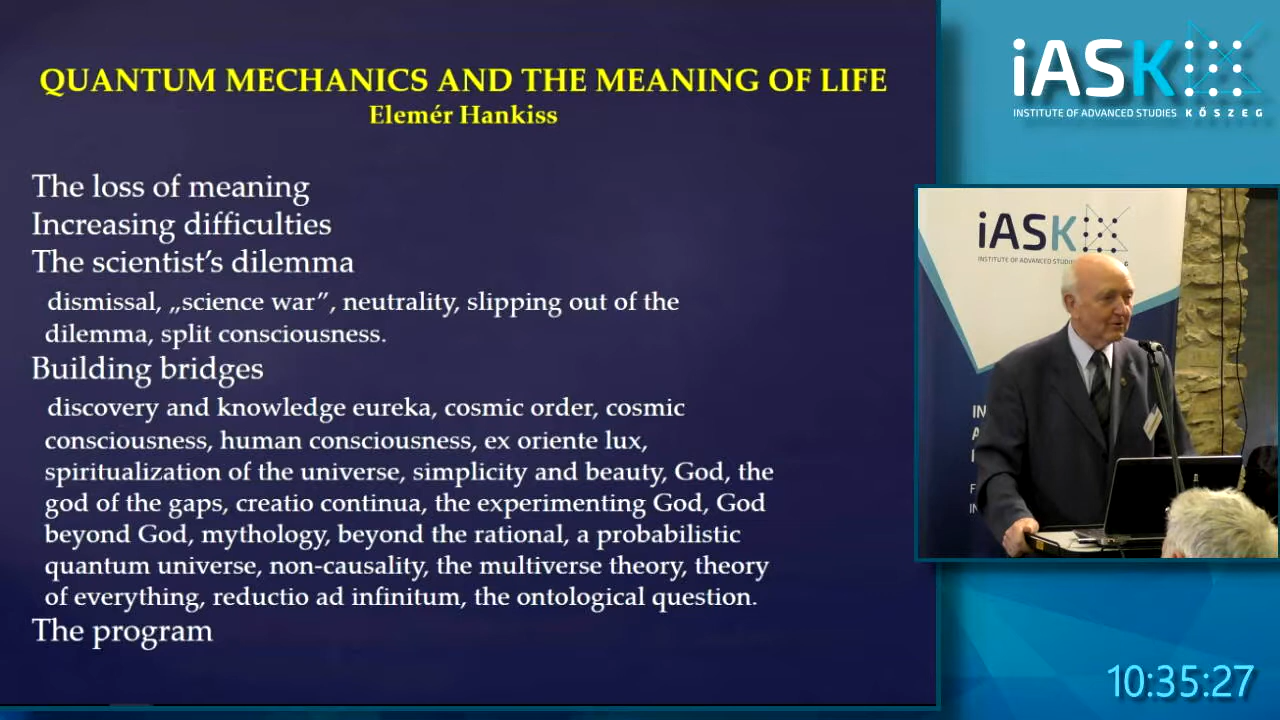 QUANTUM MECHANICS AND THE MEANING OF LIFE
Elemér Hankiss
The loss of meaning
Increasing difficulties
The scientist's dilemma
dismissal, „science war”, neutrality, slipping out of the
dilemma, split consciousness.
Building bridges
discovery and knowledge eureka, cosmic order, cosmic
consciousness, human consciousness, ex oriente lux,
spiritualization of the universe, simplicity and beauty, God, the
god of the gaps, creatio continua, the experimenting God, God
beyond God, mythology, beyond the rational, a probabilistic
quantum universe, non-causality, the multiverse theory, theory
of everything, reductio ad infinitum, the ontological question.
The program
iASK
INSTITUTE OF ADVANCED STUDIES KŐSZEG
iASK
INSTITUTE OF ADVANCED
10:35:27